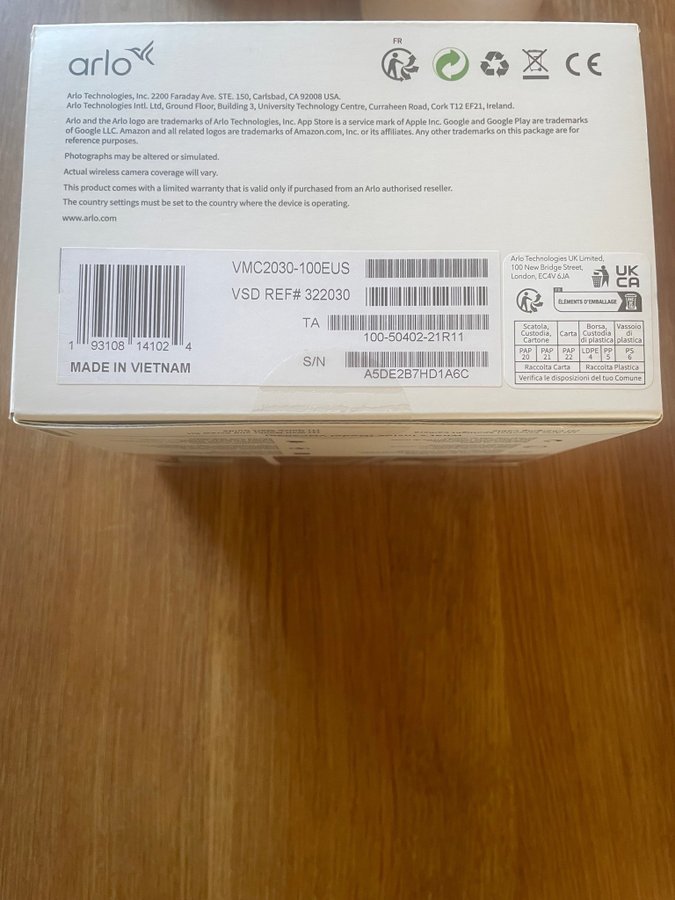 arlo
FR
CE
Arlo Technologies, Inc. 2200 Faraday Ave. STE. 150, Carlsbad, CA 92008 USA.
Arlo Technologies Intl. Ltd, Ground Floor, Building 3, University Technology Centre, Curraheen Road, Cork T12 EF21, Ireland.
Arlo and the Arlo logo are trademarks of Arlo Technologies, Inc. App Store is a service mark of Apple Inc. Google and Google Play are trademarks
of Google LLC. Amazon and all related logos are trademarks of Amazon.com, Inc. or its affiliates. Any other trademarks on this package are for
reference purposes.
Photographs may be altered or simulated.
Actual wireless camera coverage will vary.
This product comes with a limited warranty that is valid only if purchased from an Arlo authorised reseller.
The country settings must be set to the country where the device is operating.
www.arlo.com
1 93108 14102 4
MADE IN VIETNAM
VMC2030-100EUS
VSD REF# 322030
TA
100-50402-21R11
S/N
A5DE2B7HD1A6C
Arlo Technologies UK Limited,
100 New Bridge Street,
London, EC4V 6JA
UK
CA
FR
ÉLÉMENTS D'EMBALLAGE
Scatola, Custodia, Cartone
Carta
Borsa, Custodia di plastica
Vassoio di plastica
PAP 20
PAP 21
PAP 22
LDPE 4
PP 5
PS 6
Raccolta Carta
Raccolta Plastica
Verifica le disposizioni del tuo Comune